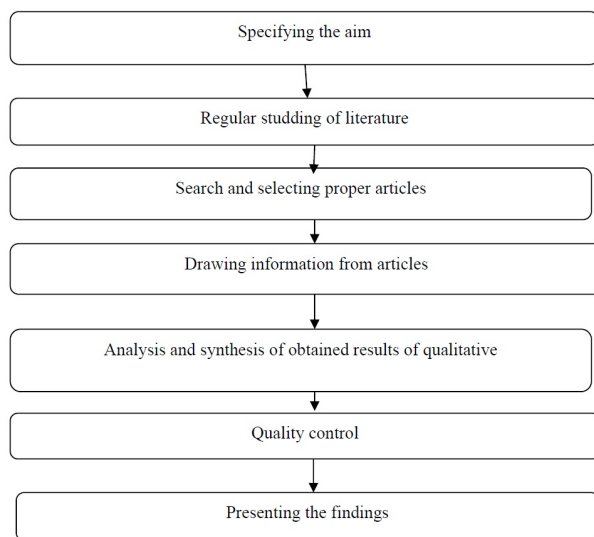 Specifying the aim
Regular studding of literature
Search and selecting proper articles
Drawing information from articles
Analysis and synthesis of obtained results of qualitative
Quality control
Presenting the findings